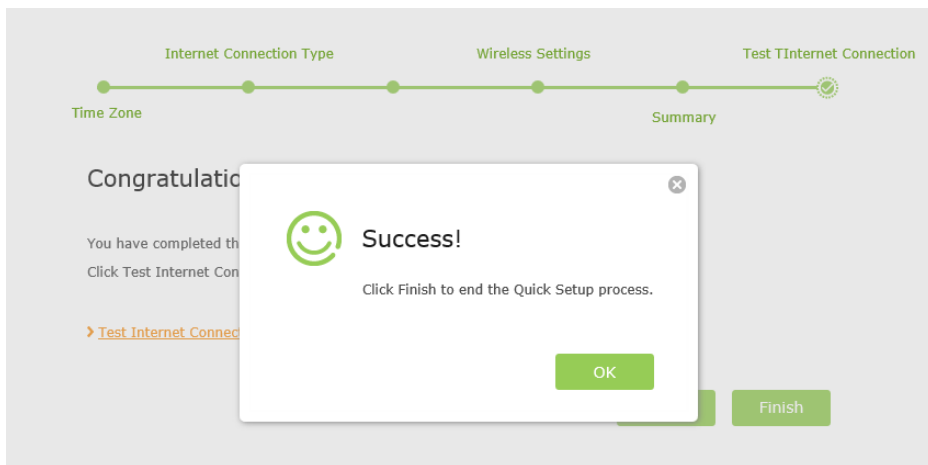 Internet Connection Type Wireless Settings Test TInternet Connection
Time Zone Summary
Congratulatio
Success!
You have completed th
Click Test Internet Con
Click Finish to end the Quick Setup process.
Test Internet Connec
OK
Finish